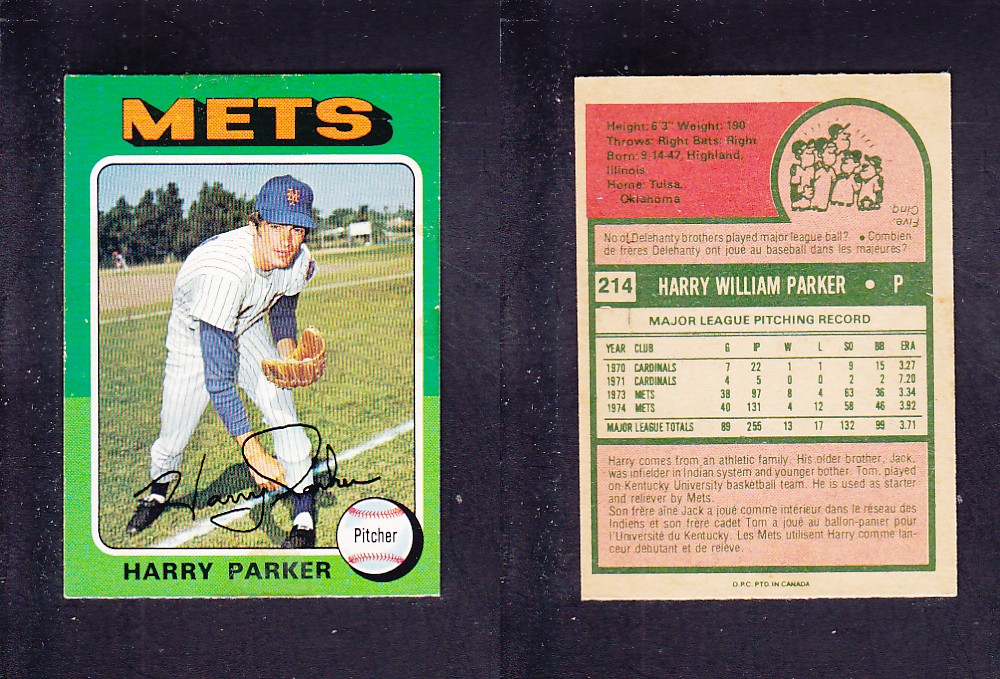 METS
NY
Harry Parker
Pitcher
HARRY PARKER
Height: 6'3" Weight: 190
Throws: Right Bats: Right
Born: 9-14-47, Highland,
Illinois
Home: Tulsa,
Oklahoma
Five.
Cinq
No of Delehanty brothers played major league ball? • Combien
de frères Delehanty ont joué au baseball dans les majeures?
214 HARRY WILLIAM PARKER • P
MAJOR LEAGUE PITCHING RECORD
YEAR CLUB G IP W L SO BB ERA
1970 CARDINALS 7 22 1 1 9 15 3.27
1971 CARDINALS 4 5 0 0 2 2 7.20
1973 METS 38 97 8 4 63 36 3.34
1974 METS 40 131 4 12 58 46 3.92
MAJOR LEAGUE TOTALS 89 255 13 17 132 99 3.71
Harry comes from an athletic family. His older brother, Jack,
was infielder in Indian system and younger bother. Tom, played
on Kentucky University basketball team. He is used as starter
and reliever by Mets.
Son frère aîne Jack a joué comme intérieur dans le réseau des
Indiens et son frère cadet Tom a joué au ballon-panier pour
l'Université du Kentucky. Les Mets utilisent Harry comme lan-
ceur débutant et de relève.
O.P.C. PTD. IN CANADA